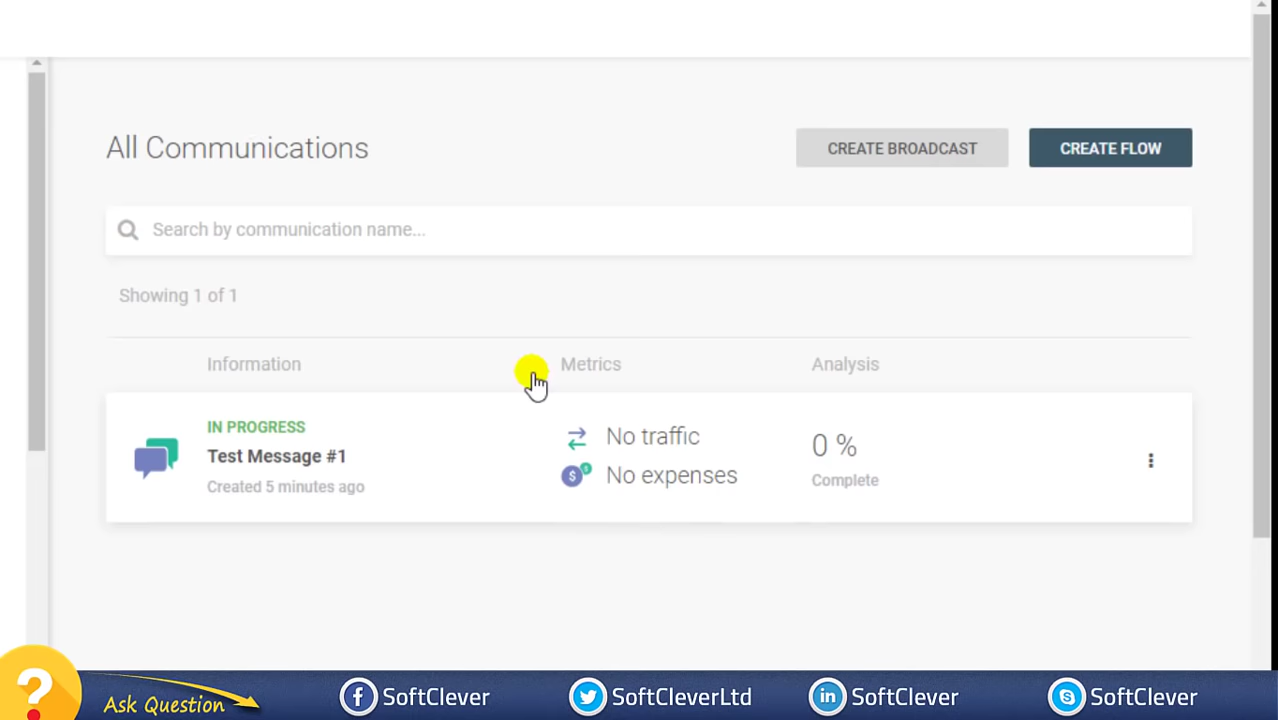 All Communications
CREATE BROADCAST
CREATE FLOW
Search by communication name...
Showing 1 of 1
Information
Metrics
Analysis
IN PROGRESS
Test Message #1
Created 5 minutes ago
No traffic
$ No expenses
0 %
Complete
? Ask Question
f SoftClever
SoftCleverLtd
in SoftClever
S SoftClever